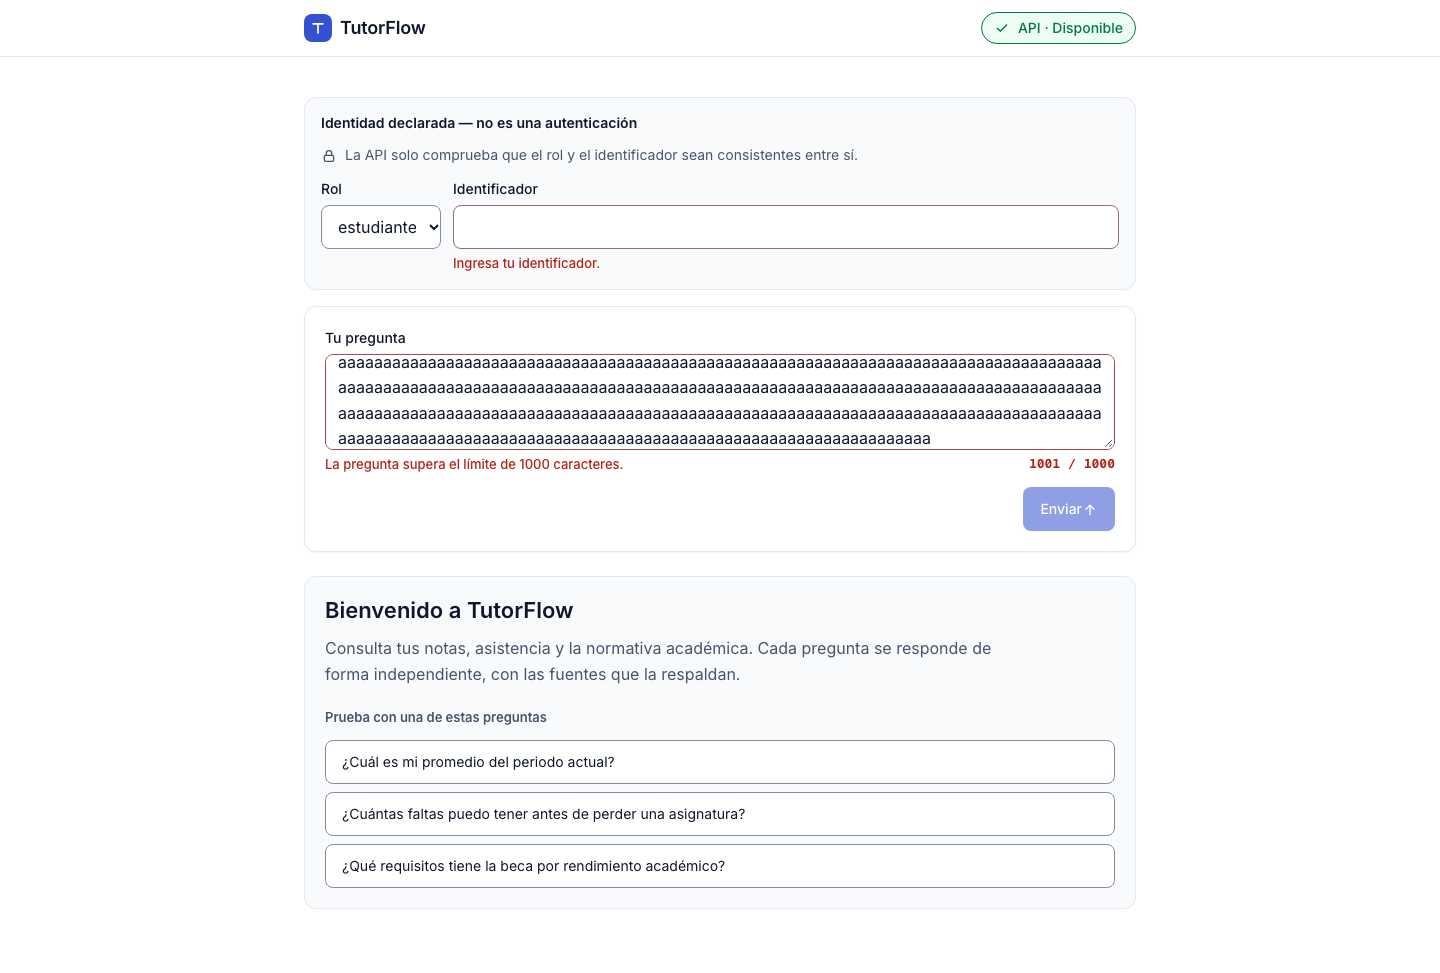 T TutorFlow
API · Disponible
Identidad declarada — no es una autenticación
La API solo comprueba que el rol y el identificador sean consistentes entre sí.
Rol
Identificador
estudiante
Ingresa tu identificador.
Tu pregunta
aaaaaaaaaaaaaaaaaaaaaaaaaaaaaaaaaaaaaaaaaaaaaaaaaaaaaaaaaaaaaaaaaaaaaaaaaaaaaaaaaaaaa
aaaaaaaaaaaaaaaaaaaaaaaaaaaaaaaaaaaaaaaaaaaaaaaaaaaaaaaaaaaaaaaaaaaaaaaaaaaaaaaaaaaaa
aaaaaaaaaaaaaaaaaaaaaaaaaaaaaaaaaaaaaaaaaaaaaaaaaaaaaaaaaaaaaaaaaaaaaaaaaaaaaaaaaaaaa
aaaaaaaaaaaaaaaaaaaaaaaaaaaaaaaaaaaaaaaaaaaaaaaaaaaaaaaaaaaaaaaaaa
La pregunta supera el límite de 1000 caracteres.
1001 / 1000
Enviar ↑
Bienvenido a TutorFlow
Consulta tus notas, asistencia y la normativa académica. Cada pregunta se responde de
forma independiente, con las fuentes que la respaldan.
Prueba con una de estas preguntas
¿Cuál es mi promedio del periodo actual?
¿Cuántas faltas puedo tener antes de perder una asignatura?
¿Qué requisitos tiene la beca por rendimiento académico?